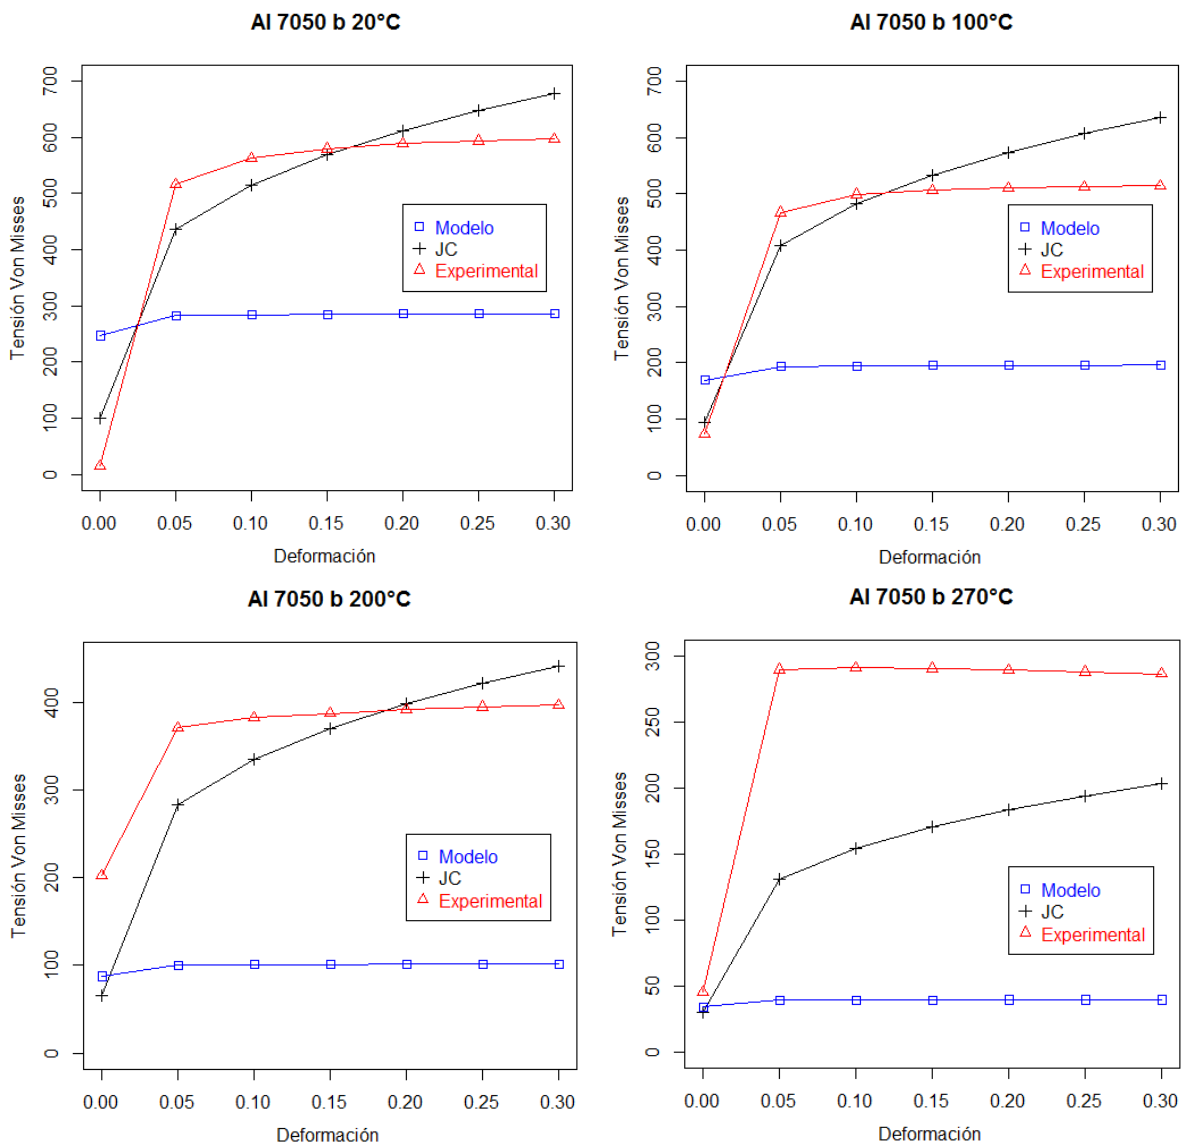 Al 7050 b 20°C
700
600
500
400
300
200
100
0
Tensión Von Misses
Modelo
JC
Experimental
0.00 0.05 0.10 0.15 0.20 0.25 0.30
Deformación
Al 7050 b 100°C
700
600
500
400
300
200
100
0
Tensión Von Misses
Modelo
JC
Experimental
0.00 0.05 0.10 0.15 0.20 0.25 0.30
Deformación
Al 7050 b 200°C
400
300
200
100
0
Tensión Von Misses
Modelo
JC
Experimental
0.00 0.05 0.10 0.15 0.20 0.25 0.30
Deformación
Al 7050 b 270°C
300
250
200
150
100
50
0
Tensión Von Misses
Modelo
JC
Experimental
0.00 0.05 0.10 0.15 0.20 0.25 0.30
Deformación